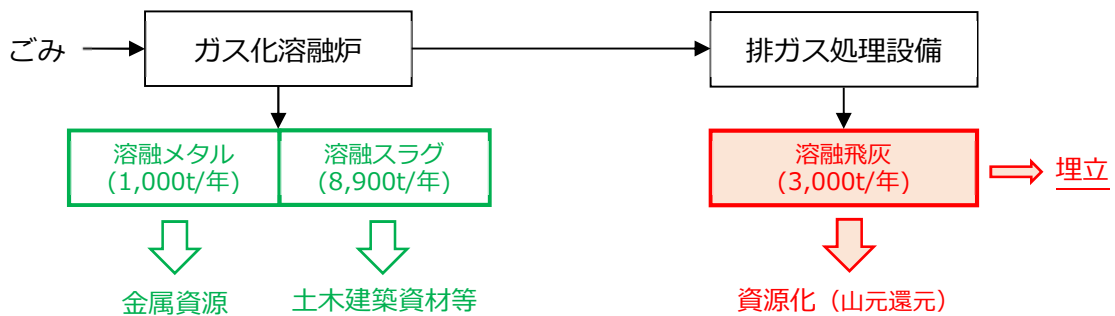 ごみ
ガス化溶融炉
排ガス処理設備
溶融メタル
(1,000t/年)
溶融スラグ
(8,900t/年)
溶融飛灰
(3,000t/年)
埋立
金属資源
土木建築資材等
資源化（山元還元）